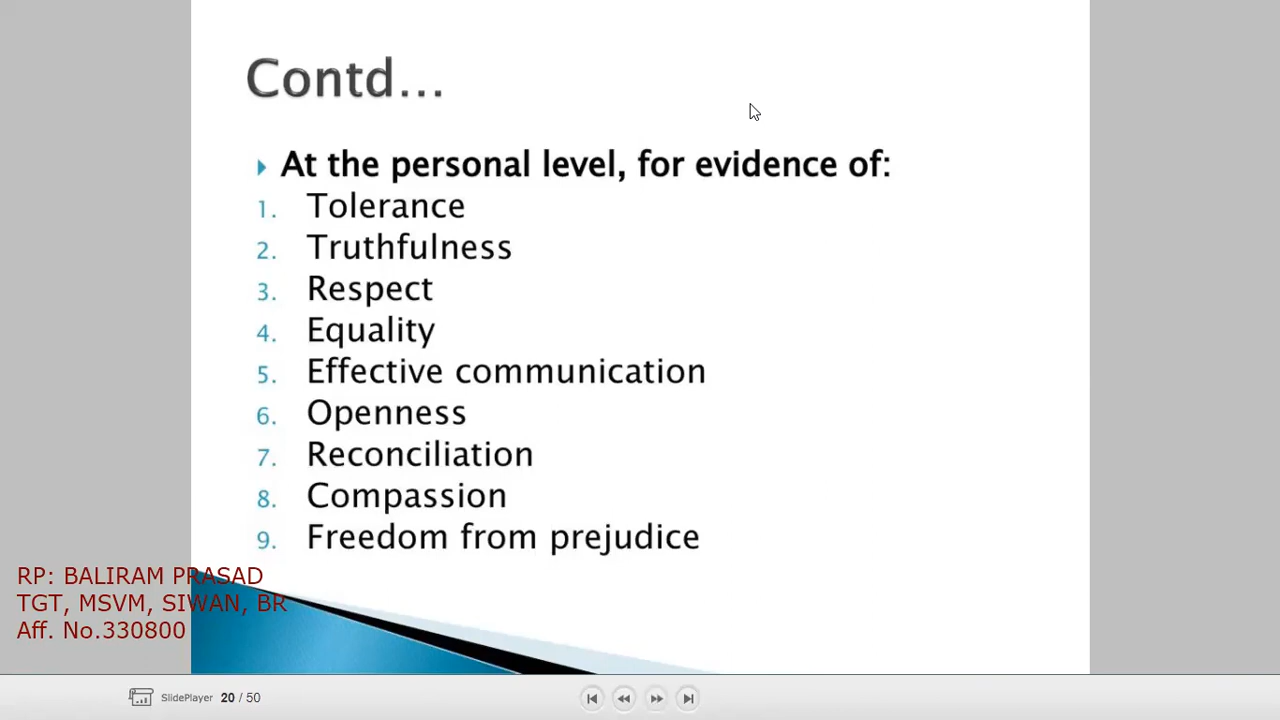 Contd...
At the personal level, for evidence of:
1. Tolerance
2. Truthfulness
3. Respect
4. Equality
5. Effective communication
6. Openness
7. Reconciliation
8. Compassion
9. Freedom from prejudice
RP: BALIRAM PRASAD
TGT, MSVM, SIWAN, BR
Aff. No.330800
SlidePlayer 20 / 50